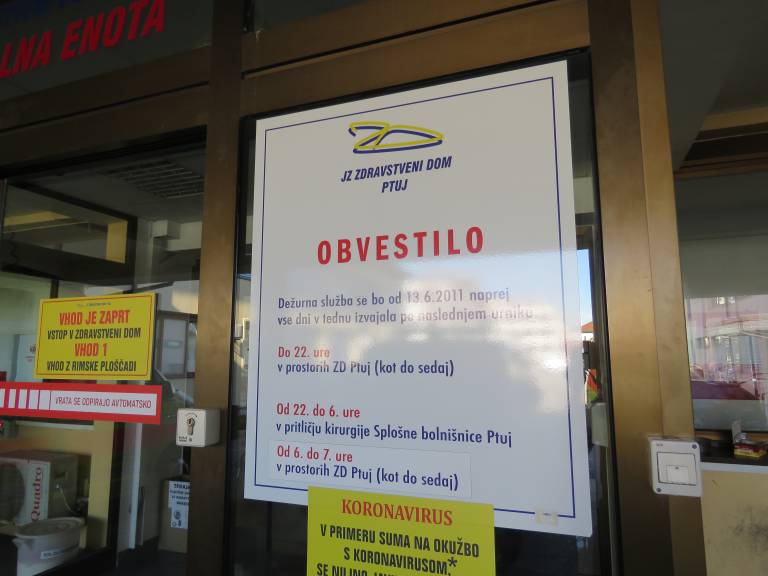 LNA ENOTA
JZ ZDRAVSTVENI DOM
PTUJ
OBVESTILO
Dežurna služba se bo od 13.6.2011 naprej
vse dni v tednu izvajala po naslednjem urniku:
Do 22. ure
v prostorih ZD Ptuj (kot do sedaj)
Od 22. do 6. ure
v pritličju kirurgije Splošne bolnišnice Ptuj
Od 6. do 7. ure
v prostorih ZD Ptuj (kot do sedaj)
VHOD JE ZAPRT
VSTOP V ZDRAVSTVENI DOM
VHOD 1
VHOD Z RIMSKE PLOŠČADI
VRATA SE ODPIRAJO AVTOMATSKO
Quadro
KORONAVIRUS
V PRIMERU SUMA NA OKUŽBO
S KORONAVIRUSOM,*